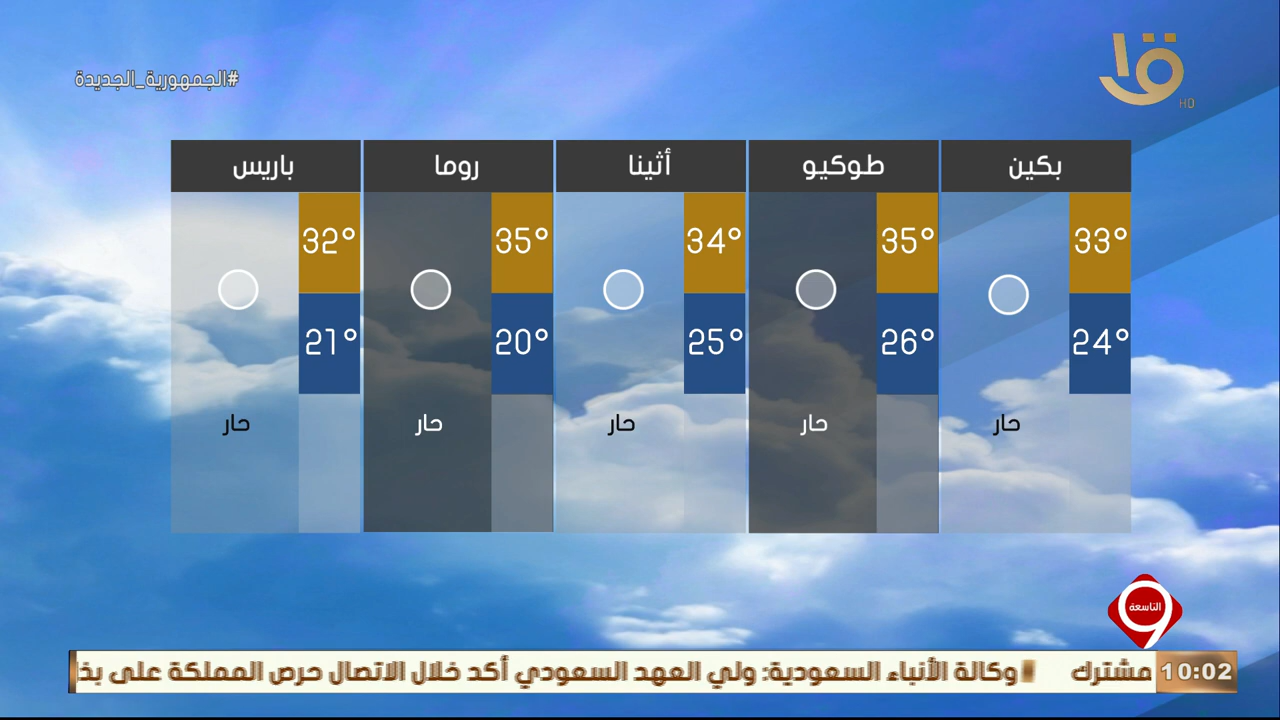 #الجمهورية_الجديدة
HD
بكين
طوكيو
أثينا
روما
باريس
33° 35° 34° 35° 32°
24° 26° 25° 20° 21°
حار حار حار حار حار
التاسعة
9
10:02
مشترك وكالة الأنباء السعودية: ولي العهد السعودي أكد خلال الاتصال حرص المملكة على بذ